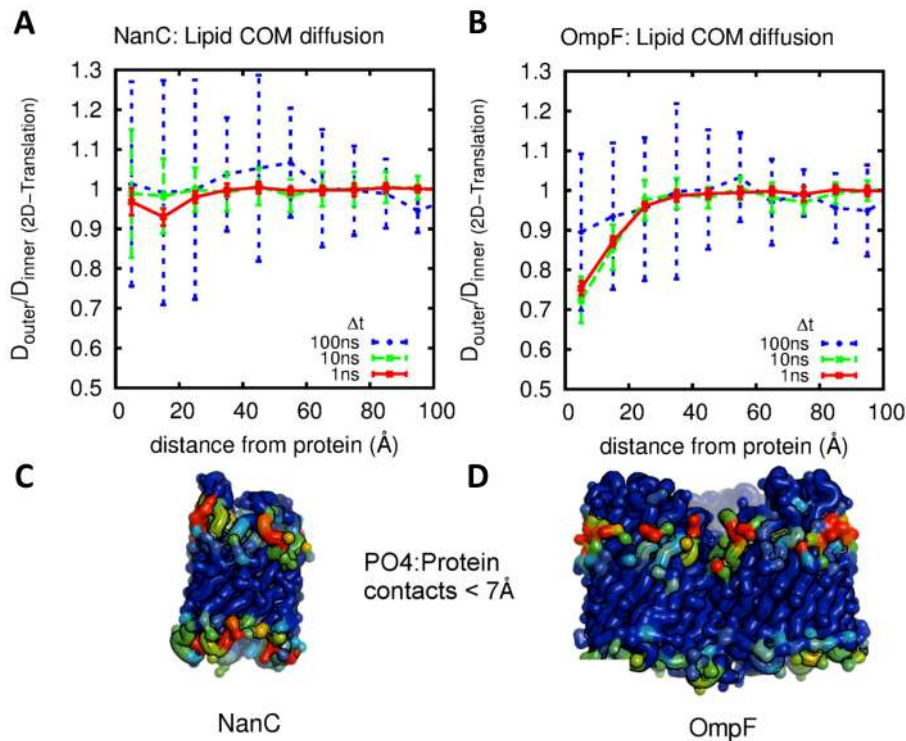 A
NanC: Lipid COM diffusion
D_outer/D_inner (2D-Translation)
1.3
1.2
1.1
1
0.9
0.8
0.7
0.6
0.5
Δt
100ns
10ns
1ns
0 20 40 60 80 100
distance from protein (Å)
B
OmpF: Lipid COM diffusion
D_outer/D_inner (2D-Translation)
1.3
1.2
1.1
1
0.9
0.8
0.7
0.6
0.5
Δt
100ns
10ns
1ns
0 20 40 60 80 100
distance from protein (Å)
C
D
PO4:Protein
contacts < 7Å
NanC
OmpF